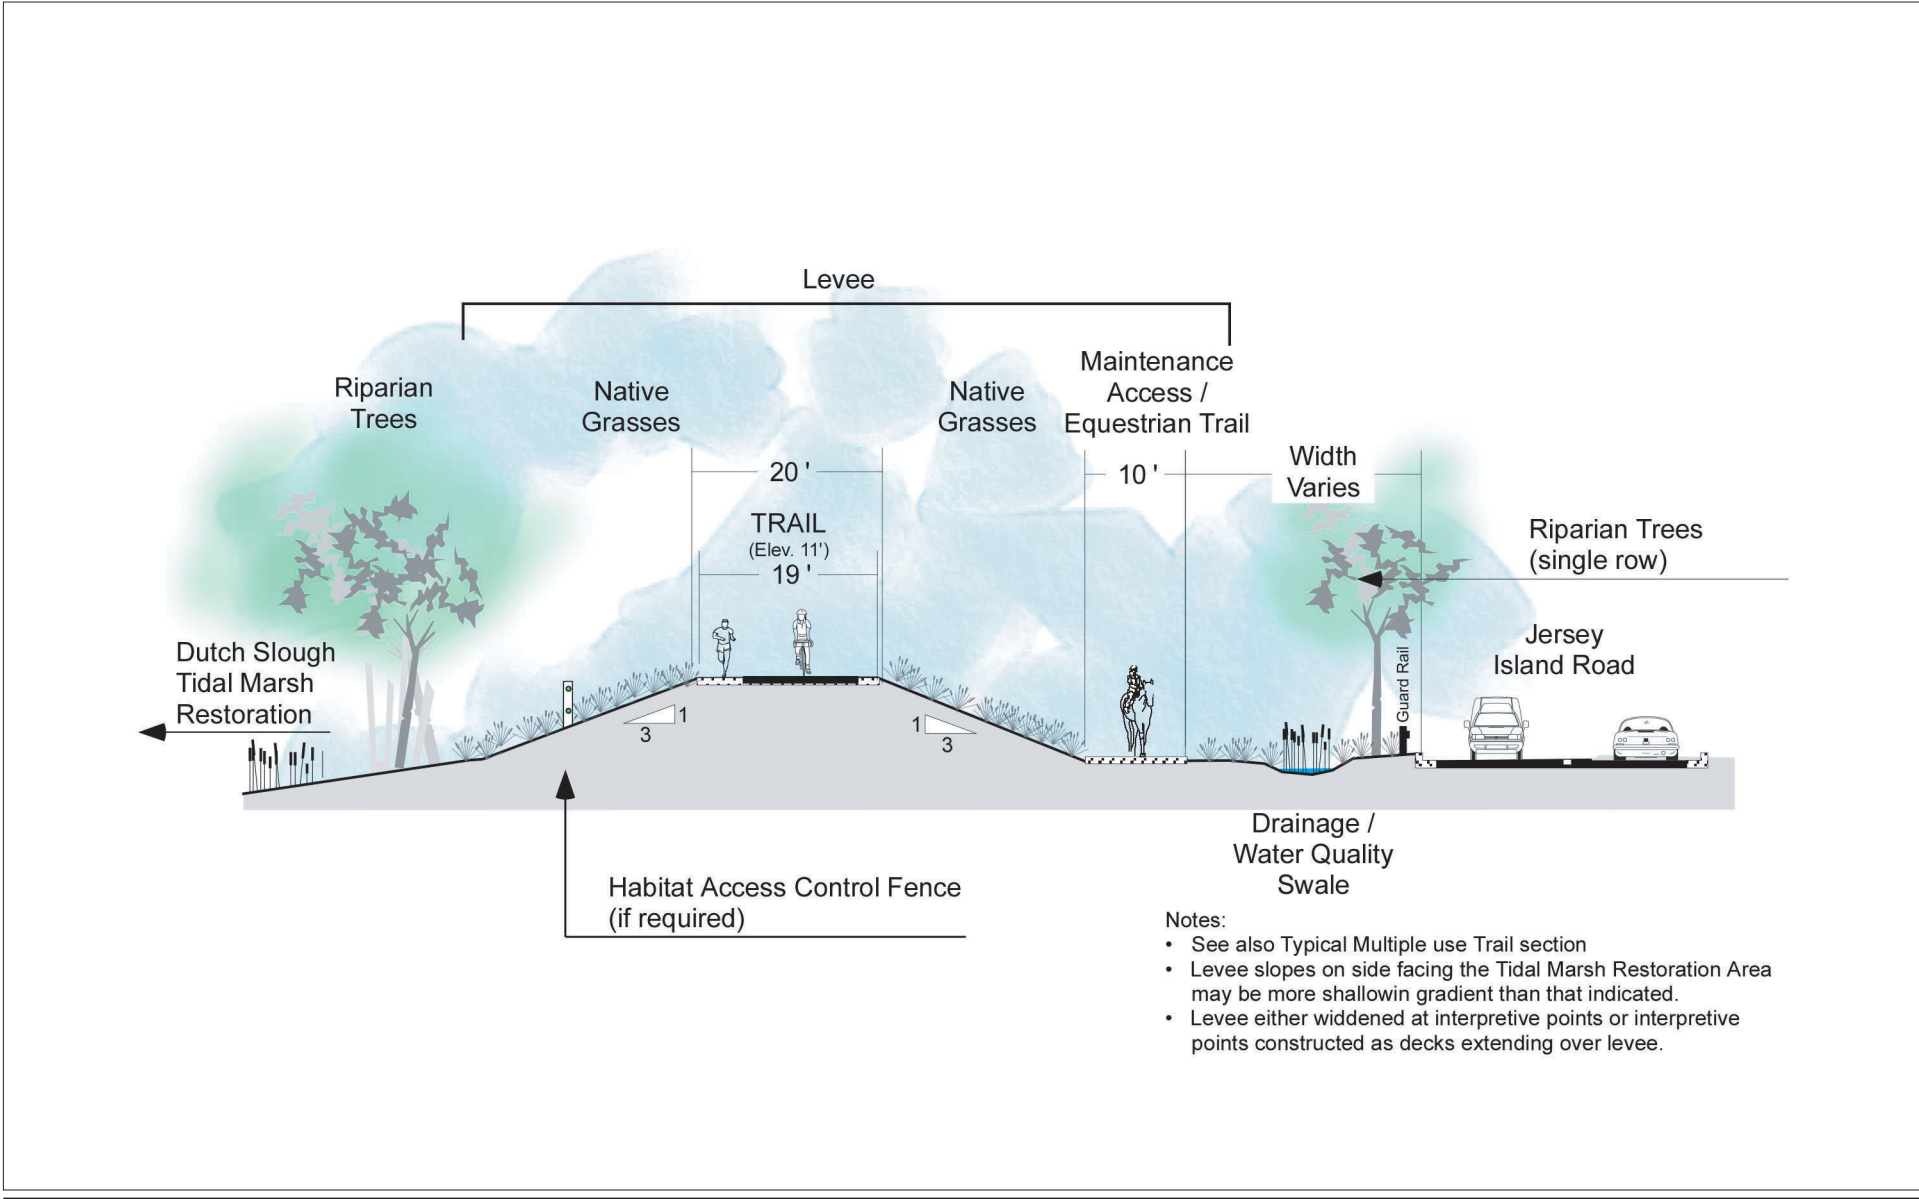 Levee
Riparian
Trees
Native
Grasses
Native
Grasses
Maintenance
Access /
Equestrian Trail
20 '
10 '
Width
Varies
TRAIL
(Elev. 11')
19 '
Riparian Trees
(single row)
Jersey
Island Road
Guard Rail
Dutch Slough
Tidal Marsh
Restoration
1
3
1
3
Habitat Access Control Fence
(if required)
Drainage /
Water Quality
Swale
Notes:
• See also Typical Multiple use Trail section
• Levee slopes on side facing the Tidal Marsh Restoration Area
may be more shallowin gradient than that indicated.
• Levee either widdened at interpretive points or interpretive
points constructed as decks extending over levee.